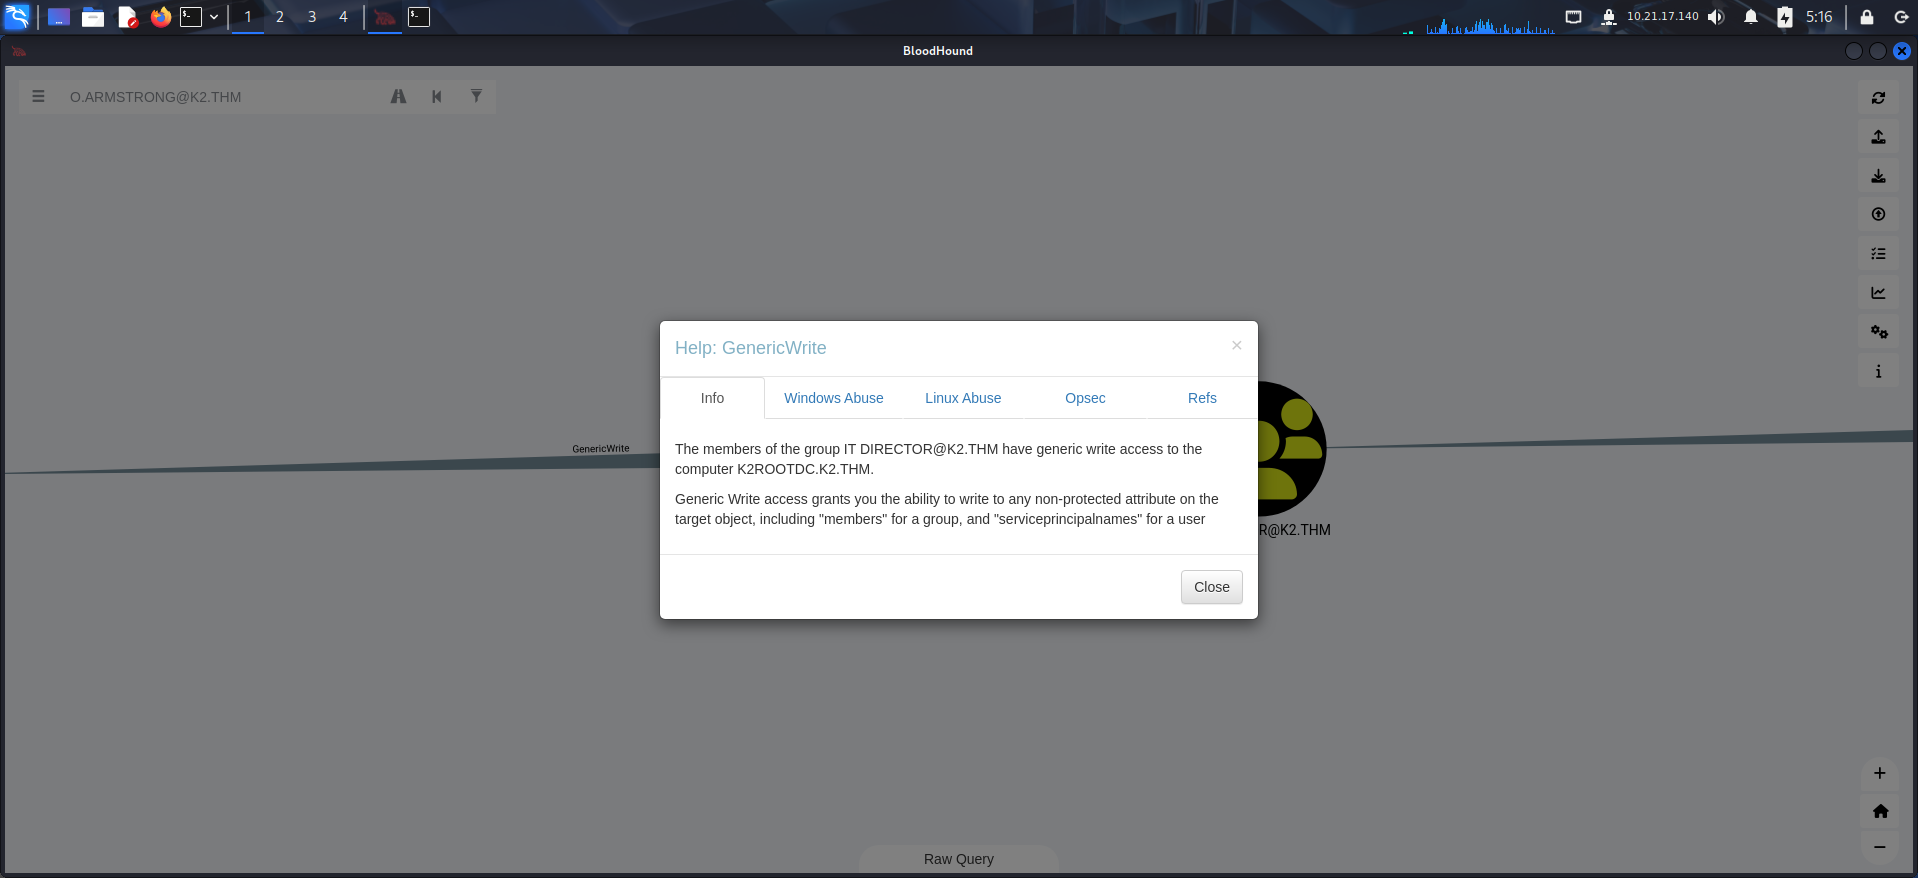 1 2 3 4
10.21.17.140
5:16
BloodHound
O.ARMSTRONG@K2.THM
Help: GenericWrite
×
Info Windows Abuse Linux Abuse Opsec Refs
GenericWrite
The members of the group IT DIRECTOR@K2.THM have generic write access to the
computer K2ROOTDC.K2.THM.
Generic Write access grants you the ability to write to any non-protected attribute on the
target object, including "members" for a group, and "serviceprincipalnames" for a user
R@K2.THM
Close
Raw Query